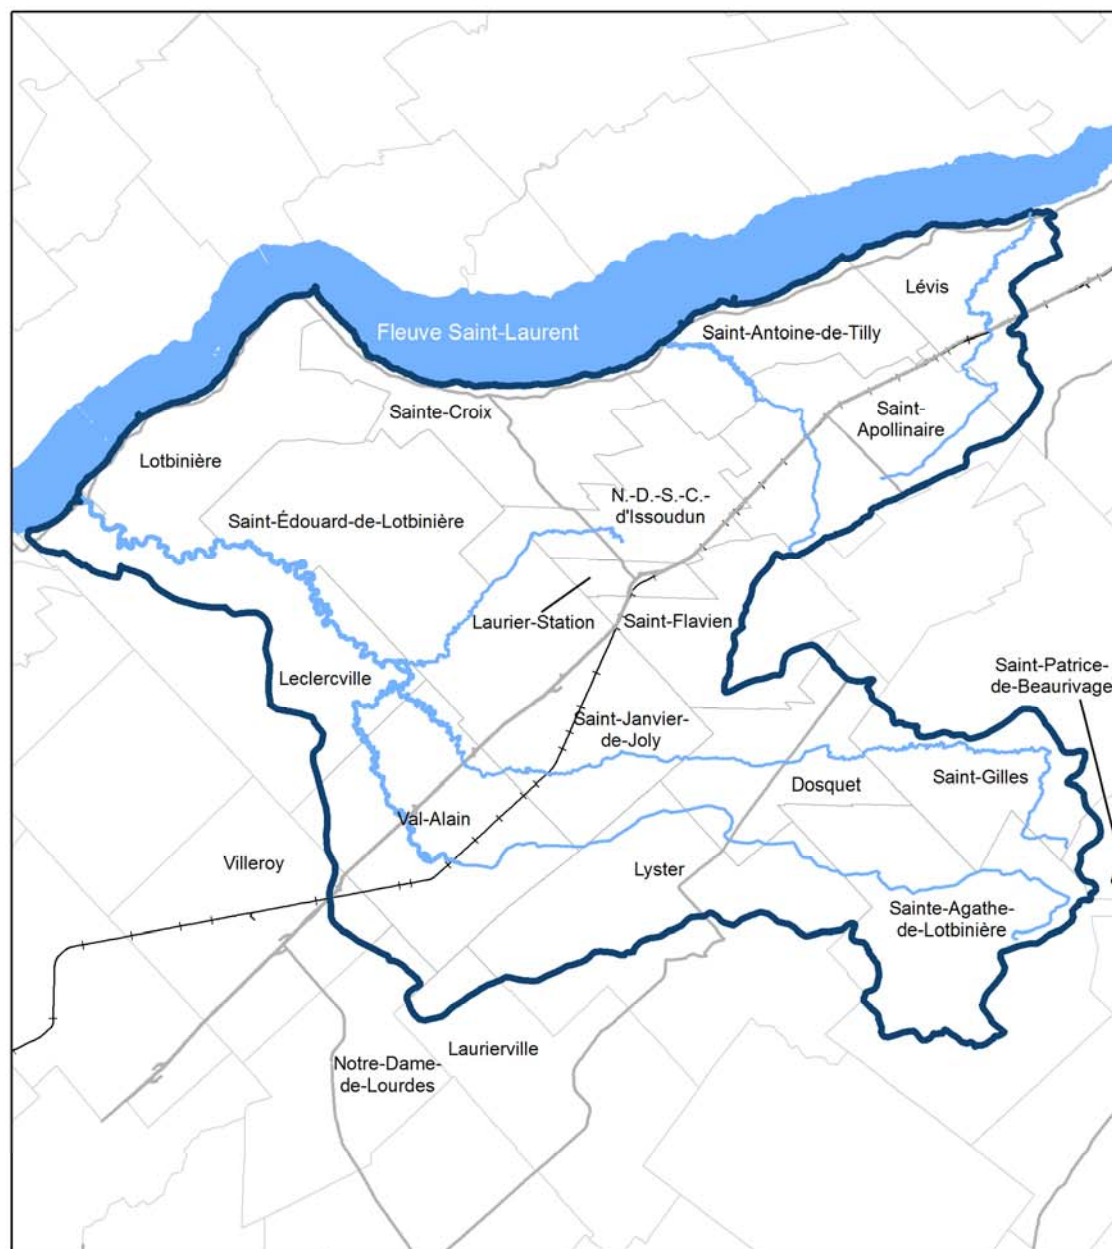 Lévis
Fleuve Saint-Laurent
Saint-Antoine-de-Tilly
Sainte-Croix
Saint-
Apollinaire
Lotbinière
N.-D.-S.-C.-
d'Issoudun
Saint-Édouard-de-Lotbinière
Laurier-Station
Saint-Flavien
Leclercville
Saint-Patrice-
de-Beaurivage
Saint-Janvier-
de-Joly
Saint-Gilles
Dosquet
Val-Alain
Villeroy
Lyster
Sainte-Agathe-
de-Lotbinière
Laurierville
Notre-Dame-
de-Lourdes